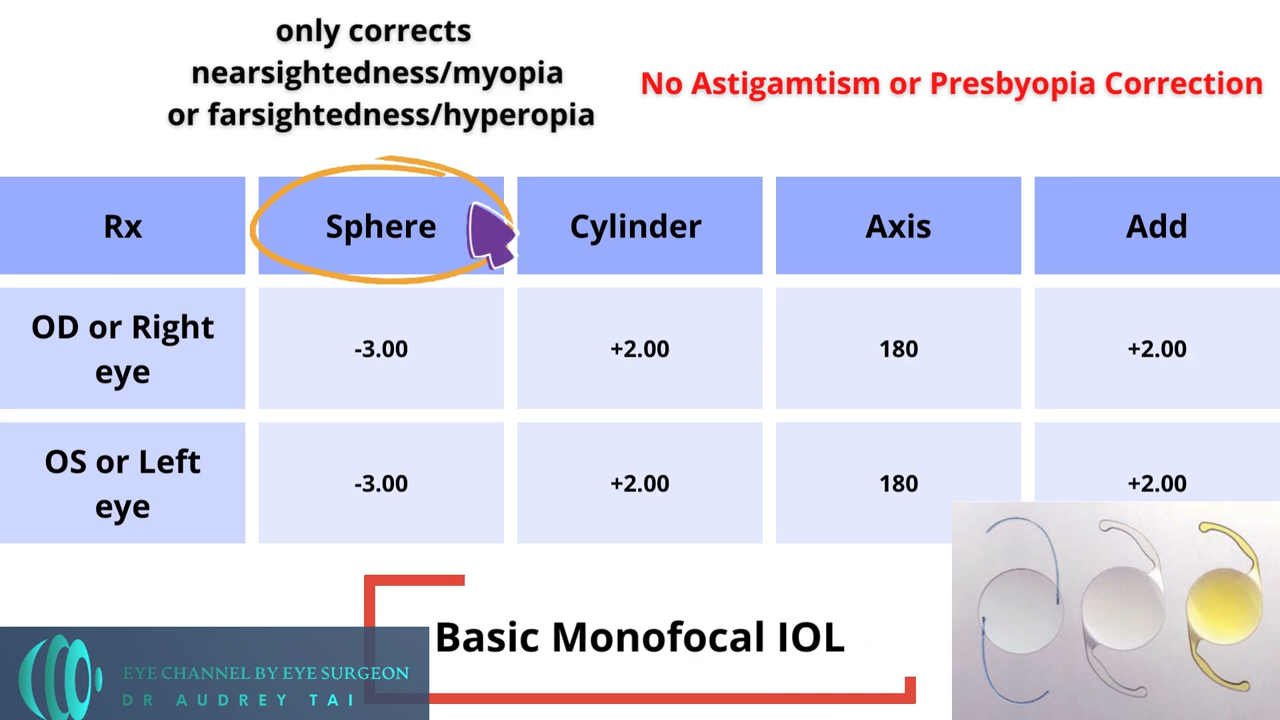 only corrects
nearsightedness/myopia
or farsightedness/hyperopia
No Astigamtism or Presbyopia Correction
Rx Sphere Cylinder Axis Add
OD or Right
eye
-3.00 +2.00 180 +2.00
OS or Left
eye
-3.00 +2.00 180 +2.00
Basic Monofocal IOL
EYE CHANNEL BY EYE SURGEON
DR AUDREY TAI